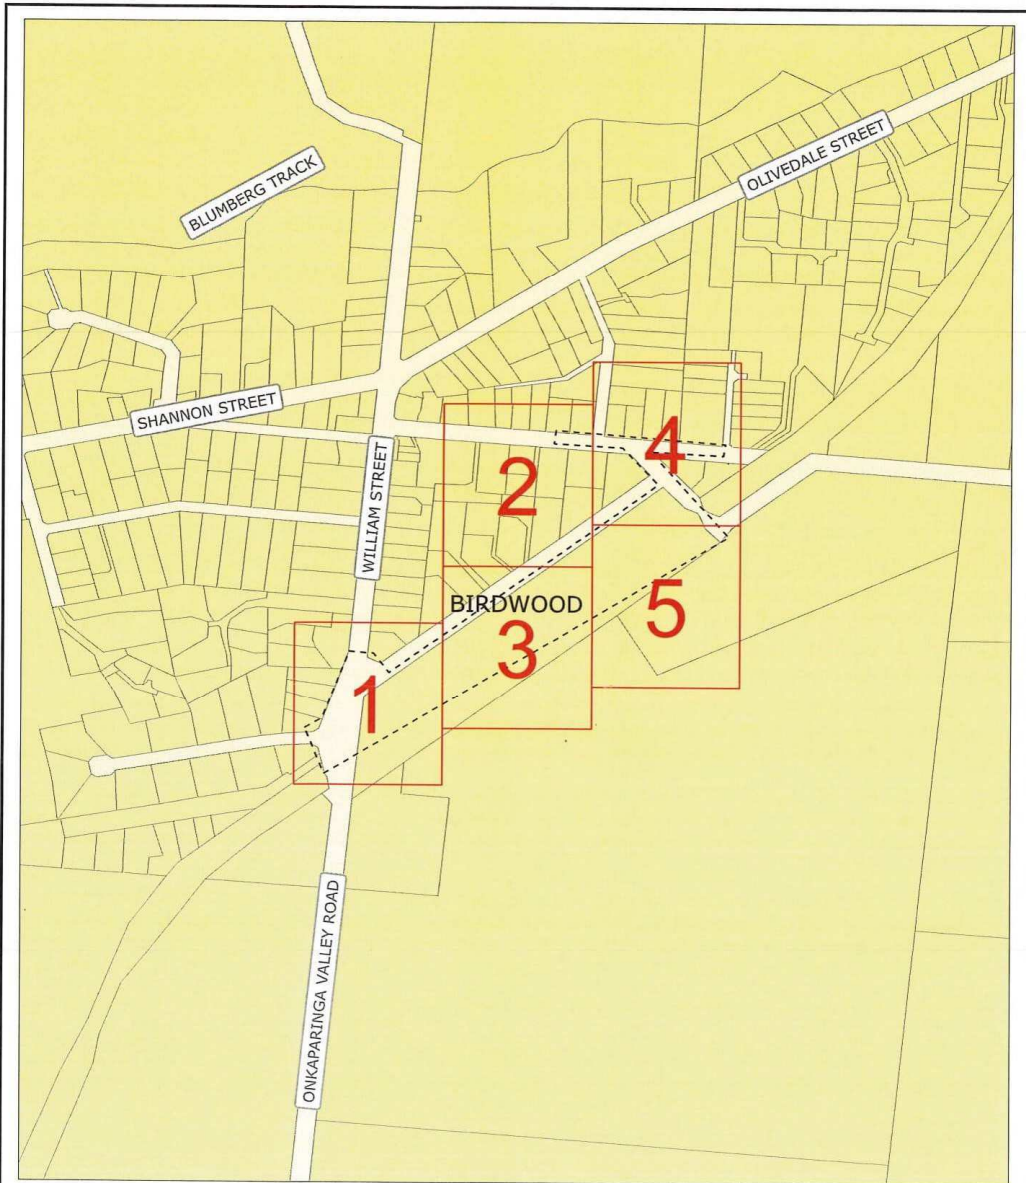 BLUMBERG TRACK
OLIVEDALE STREET
SHANNON STREET
WILLIAM STREET
4
2
BIRDWOOD
5
3
1
ONKAPARINGA VALLEY ROAD